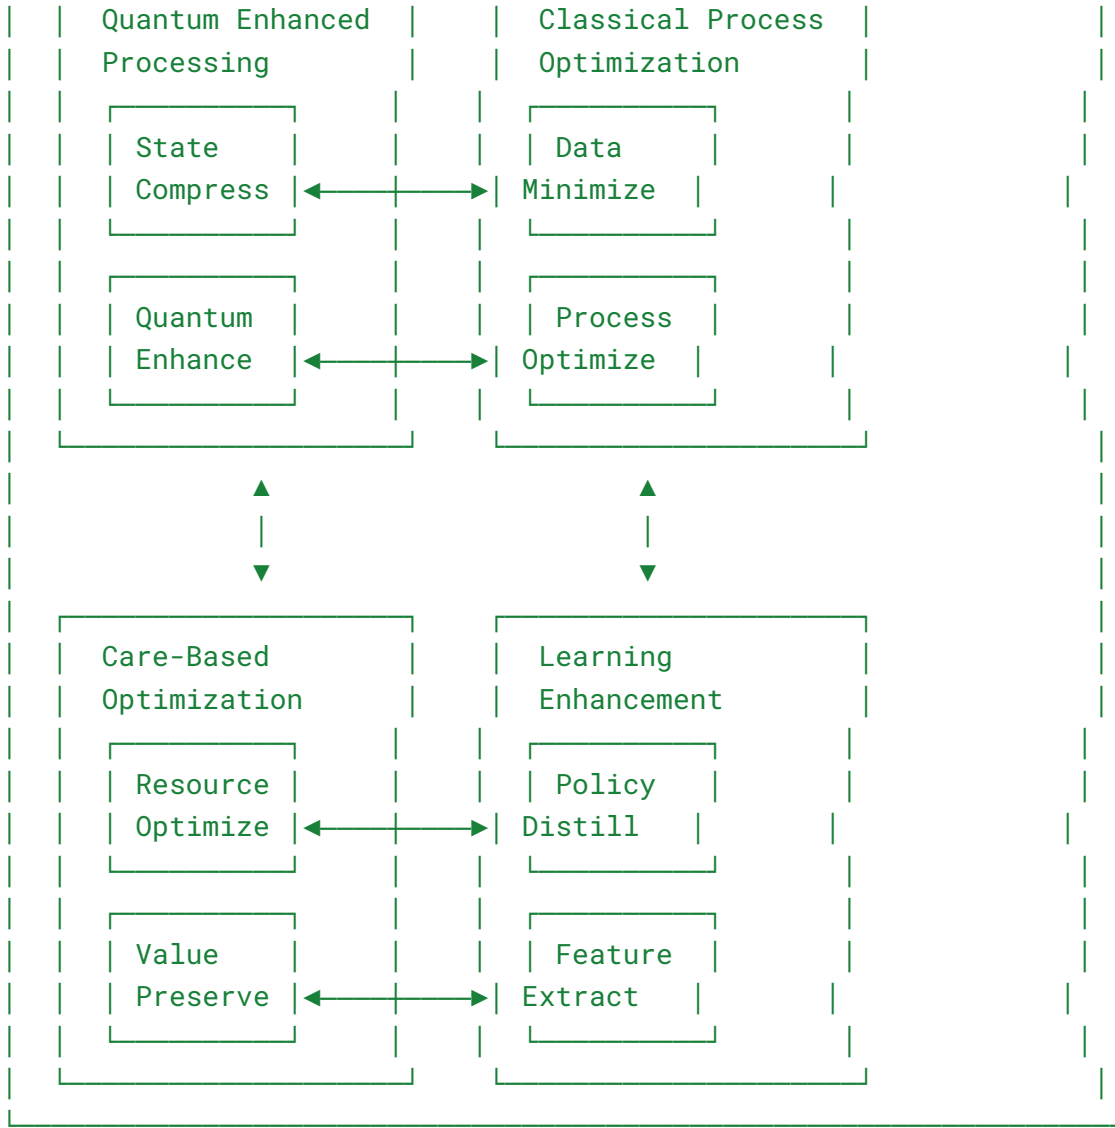 Quantum Enhanced Classical Process
Processing Optimization
State Data
Compress Minimize
Quantum Process
Enhance Optimize
Care-Based Learning
Optimization Enhancement
Resource Policy
Optimize Distill
Value Feature
Preserve Extract